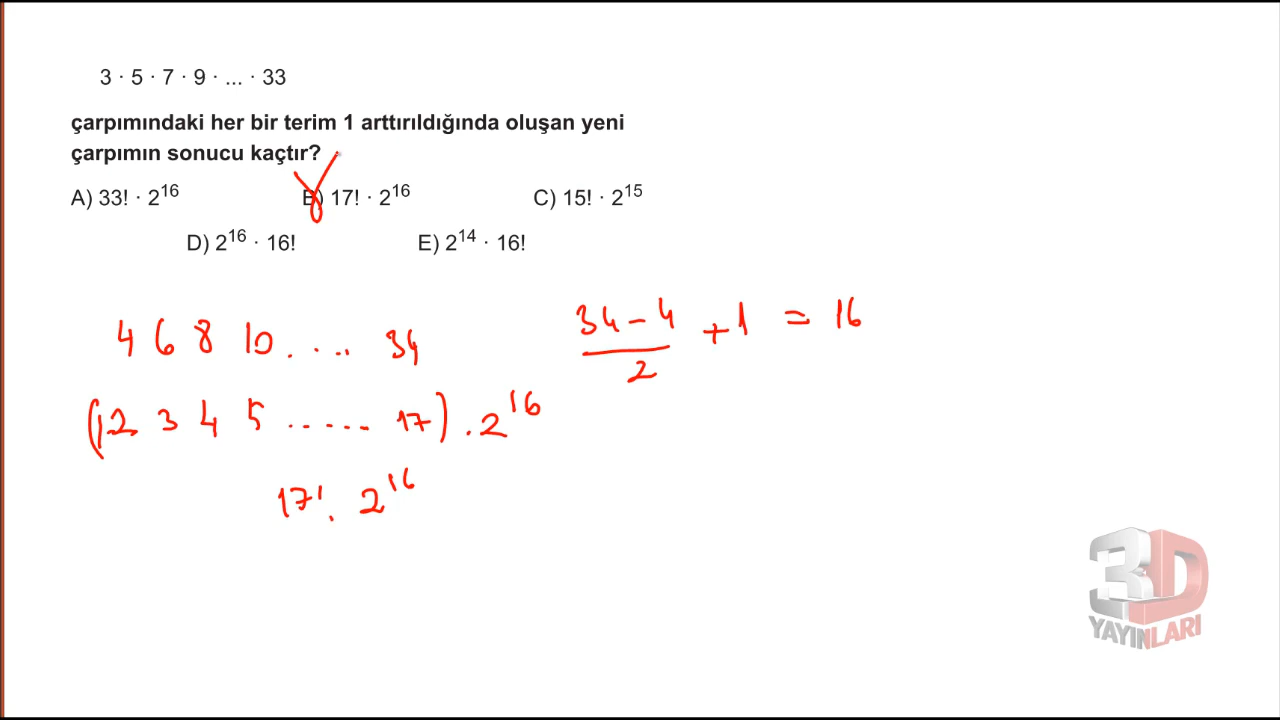 3 · 5 · 7 · 9 · ... · 33
çarpımındaki her bir terim 1 arttırıldığında oluşan yeni
çarpımın sonucu kaçtır?
A) 33! · 2^16 B) 17! · 2^16 C) 15! · 2^15
D) 2^16 · 16! E) 2^14 · 16!
4 6 8 10 . ... 34
34 - 4 / 2 + 1 = 16
(1.2 3 4 5 ...... 17) . 2^16
17! . 2^16
3D
YAYINLARI